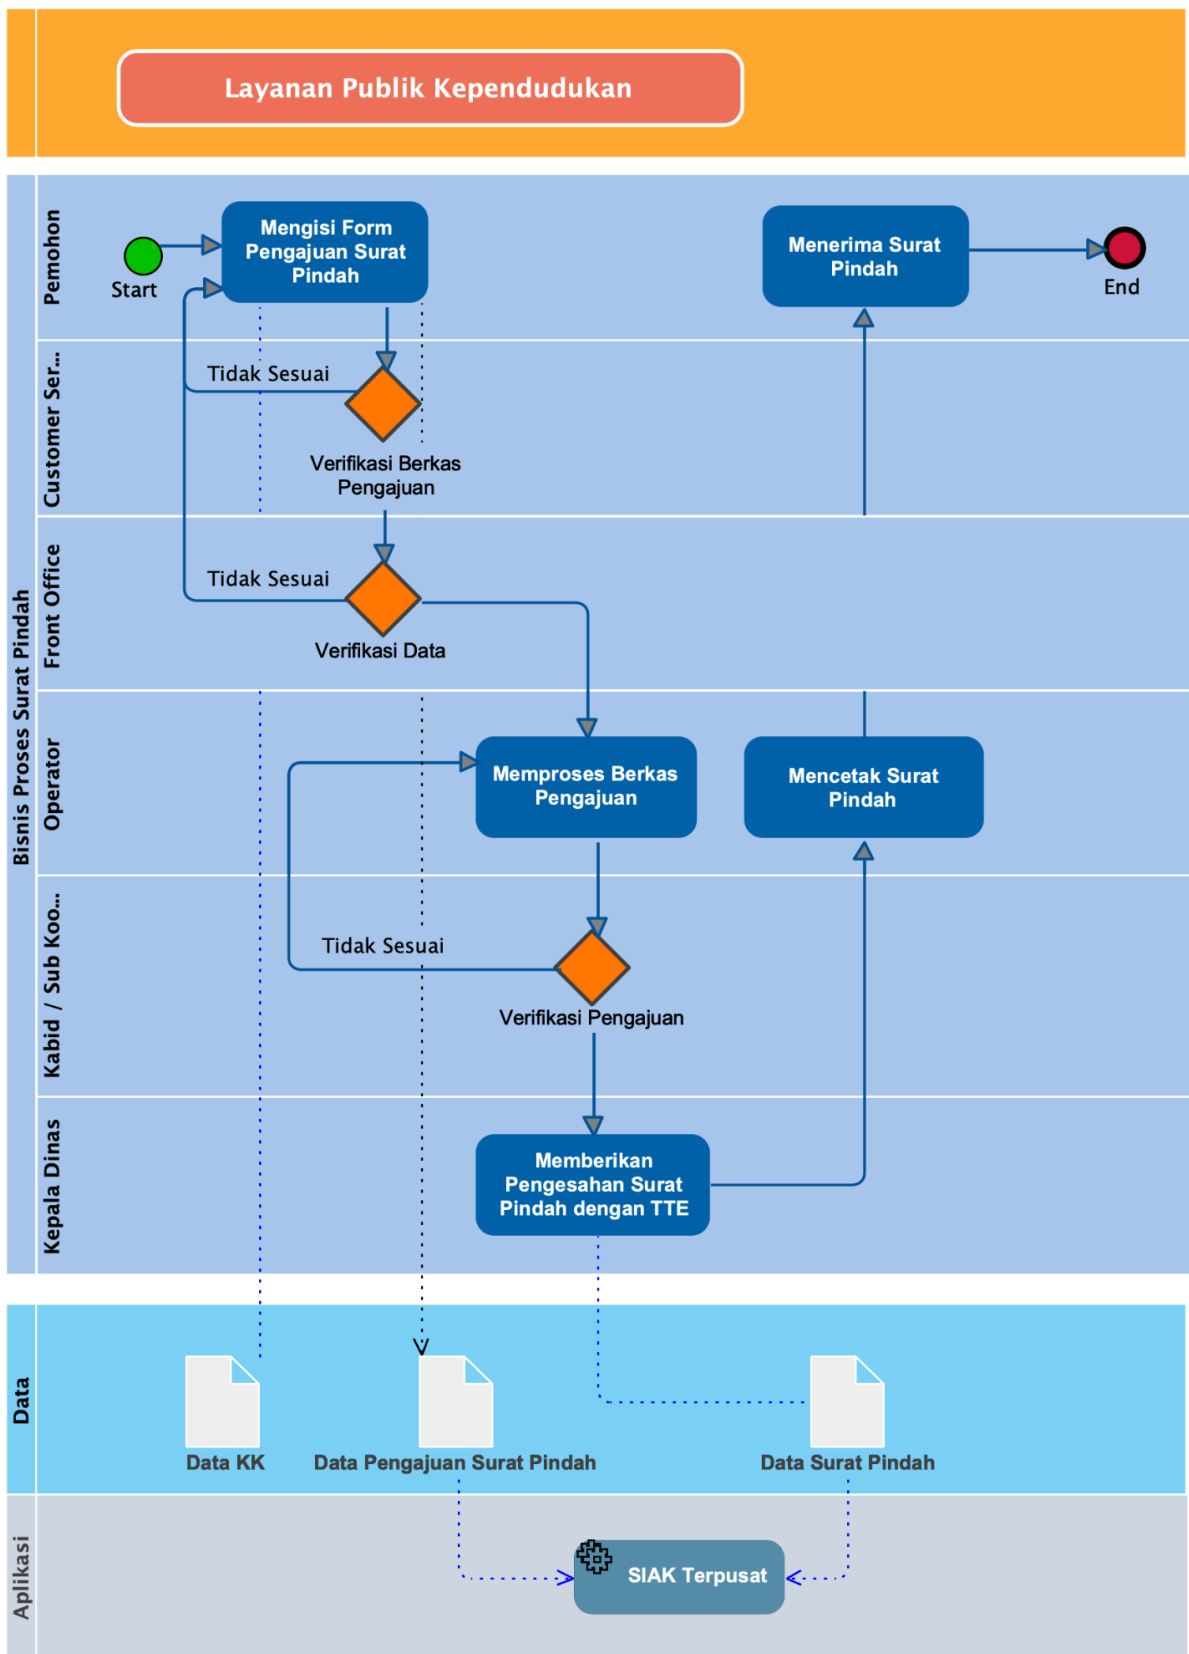 Layanan Publik Kependudukan
Bisnis Proses Surat Pindah
Pemohon
Start
Mengisi Form
Pengajuan Surat
Pindah
Menerima Surat
Pindah
End
Customer Ser...
Tidak Sesuai
Verifikasi Berkas
Pengajuan
Front Office
Tidak Sesuai
Verifikasi Data
Operator
Memproses Berkas
Pengajuan
Mencetak Surat
Pindah
Kabid / Sub Koo...
Tidak Sesuai
Verifikasi Pengajuan
Kepala Dinas
Memberikan
Pengesahan Surat
Pindah dengan TTE
Data
Data KK
Data Pengajuan Surat Pindah
Data Surat Pindah
Aplikasi
SIAK Terpusat